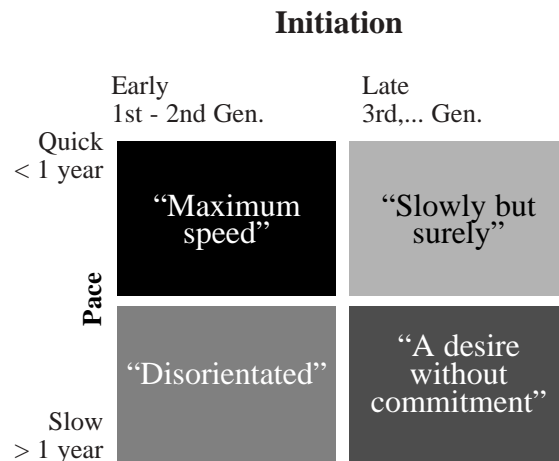 Initiation
Early
1st - 2nd Gen.
Late
3rd,... Gen.
Quick
< 1 year
“Maximum
speed”
“Slowly but
surely”
Pace
“Disorientated”
“A desire
without
commitment”
Slow
> 1 year